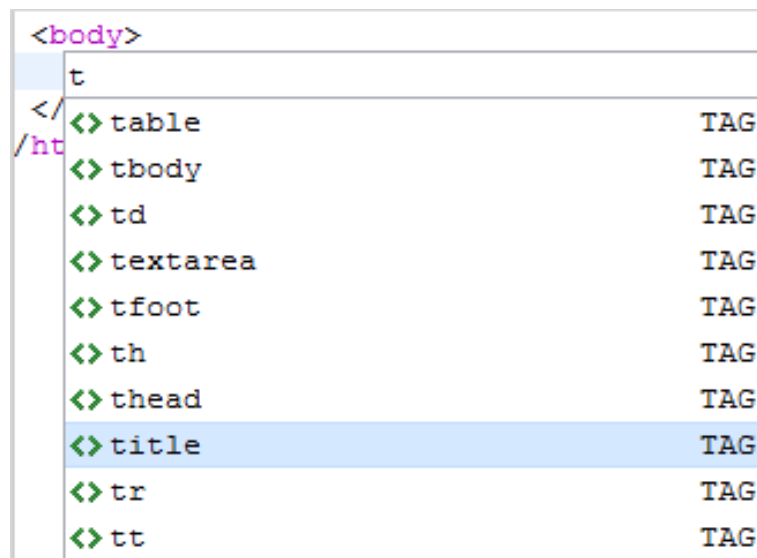 <body>
t
</
/ht
<> table TAG
<> tbody TAG
<> td TAG
<> textarea TAG
<> tfoot TAG
<> th TAG
<> thead TAG
<> title TAG
<> tr TAG
<> tt TAG